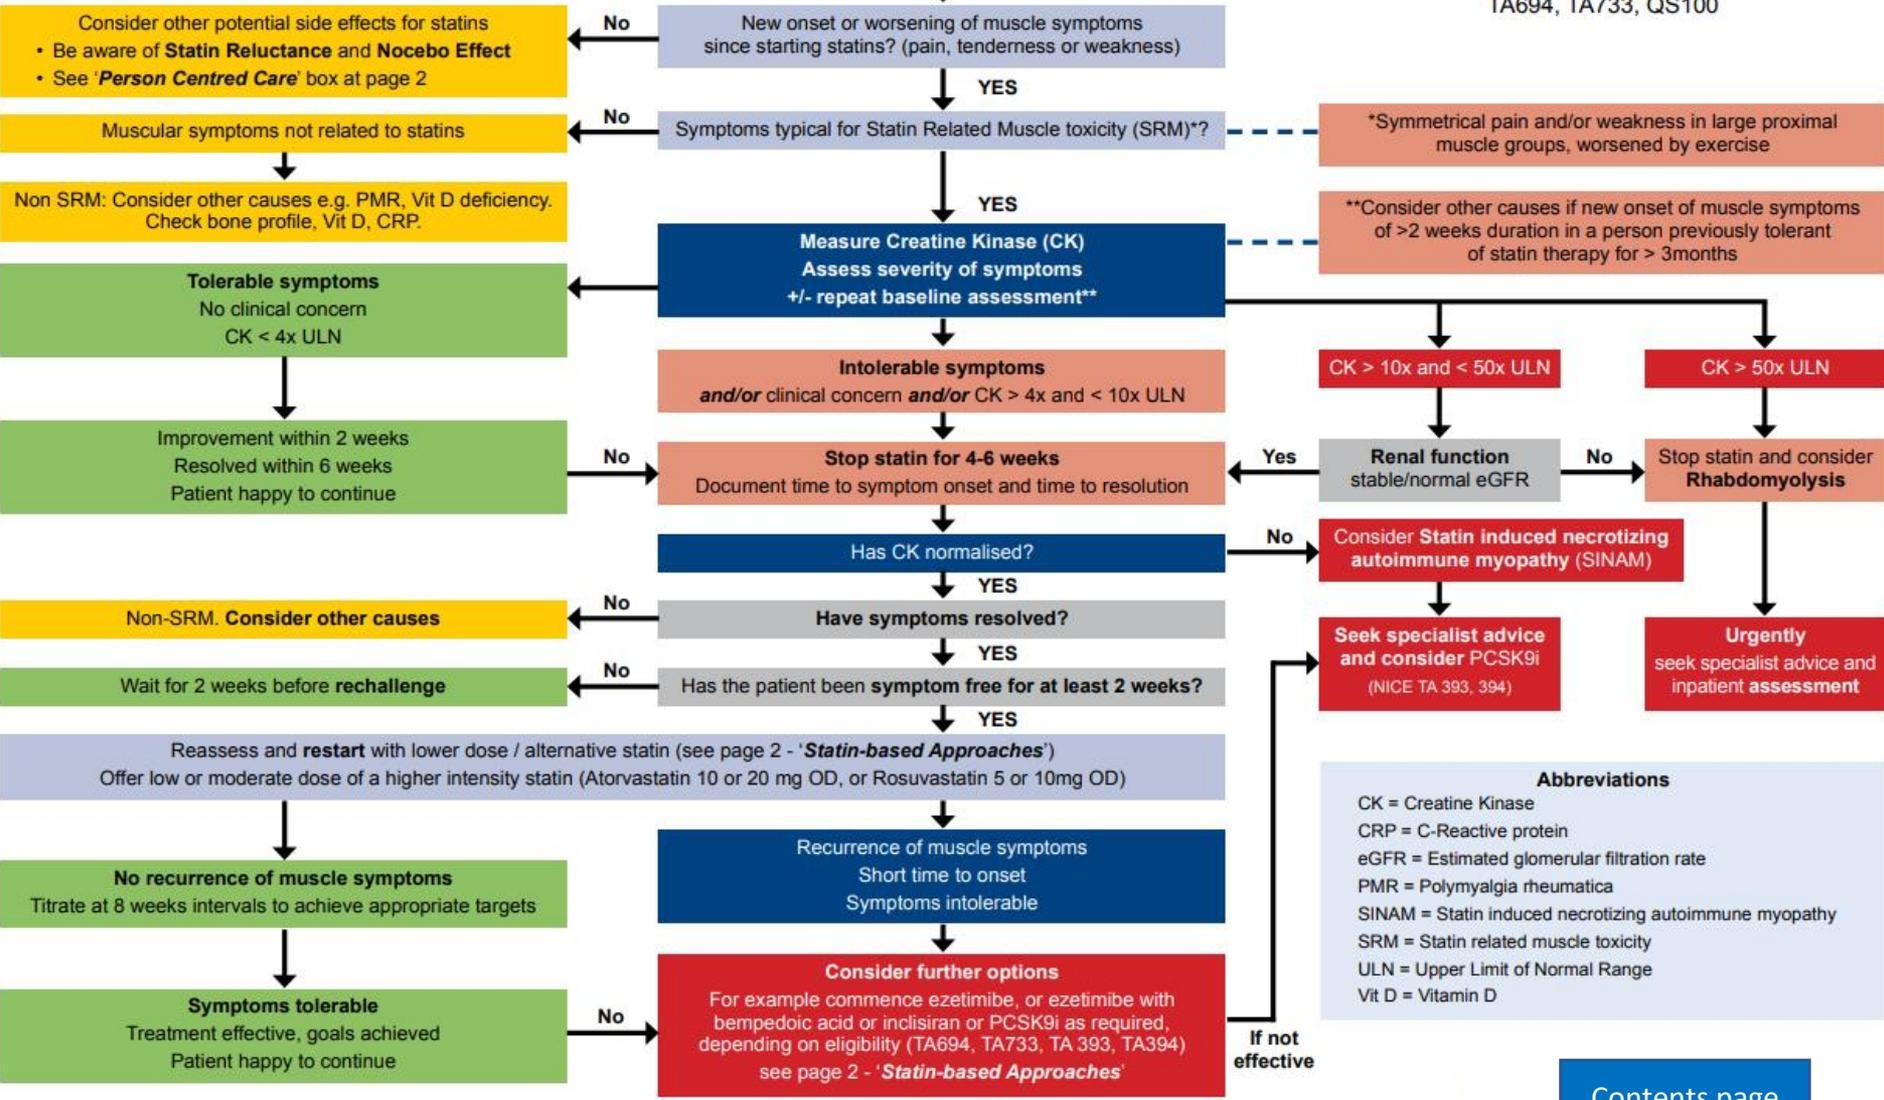 TA694, TA733, QS100
Consider other potential side effects for statins
• Be aware of Statin Reluctance and Nocebo Effect
• See ‘Person Centred Care’ box at page 2
No
New onset or worsening of muscle symptoms
since starting statins? (pain, tenderness or weakness)
YES
Muscular symptoms not related to statins
No
Symptoms typical for Statin Related Muscle toxicity (SRM)*?
*Symmetrical pain and/or weakness in large proximal
muscle groups, worsened by exercise
Non SRM: Consider other causes e.g. PMR, Vit D deficiency.
Check bone profile, Vit D, CRP.
YES
**Consider other causes if new onset of muscle symptoms
of >2 weeks duration in a person previously tolerant
of statin therapy for > 3months
Measure Creatine Kinase (CK)
Assess severity of symptoms
+/- repeat baseline assessment**
Tolerable symptoms
No clinical concern
CK < 4x ULN
Intolerable symptoms
and/or clinical concern and/or CK > 4x and < 10x ULN
CK > 10x and < 50x ULN
CK > 50x ULN
Improvement within 2 weeks
Resolved within 6 weeks
Patient happy to continue
No
Stop statin for 4-6 weeks
Document time to symptom onset and time to resolution
Yes
Renal function
stable/normal eGFR
No
Stop statin and consider
Rhabdomyolysis
Has CK normalised?
No
Consider Statin induced necrotizing
autoimmune myopathy (SINAM)
YES
Non-SRM. Consider other causes
No
Have symptoms resolved?
Seek specialist advice
and consider PCSK9i
(NICE TA 393, 394)
Urgently
seek specialist advice and
inpatient assessment
YES
Wait for 2 weeks before rechallenge
No
Has the patient been symptom free for at least 2 weeks?
YES
Reassess and restart with lower dose / alternative statin (see page 2 - ‘Statin-based Approaches’)
Offer low or moderate dose of a higher intensity statin (Atorvastatin 10 or 20 mg OD, or Rosuvastatin 5 or 10mg OD)
No recurrence of muscle symptoms
Titrate at 8 weeks intervals to achieve appropriate targets
Recurrence of muscle symptoms
Short time to onset
Symptoms intolerable
Symptoms tolerable
Treatment effective, goals achieved
Patient happy to continue
No
Consider further options
For example commence ezetimibe, or ezetimibe with
bempedoic acid or inclisiran or PCSK9i as required,
depending on eligibility (TA694, TA733, TA 393, TA394)
see page 2 - ‘Statin-based Approaches’
If not
effective
Abbreviations
CK = Creatine Kinase
CRP = C-Reactive protein
eGFR = Estimated glomerular filtration rate
PMR = Polymyalgia rheumatica
SINAM = Statin induced necrotizing autoimmune myopathy
SRM = Statin related muscle toxicity
ULN = Upper Limit of Normal Range
Vit D = Vitamin D
Contents page